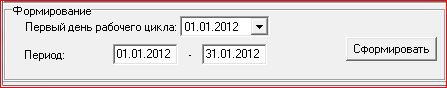 Формирование
Первый день рабочего цикла: 01.01.2012
Период: 01.01.2012 - 31.01.2012 Сформировать